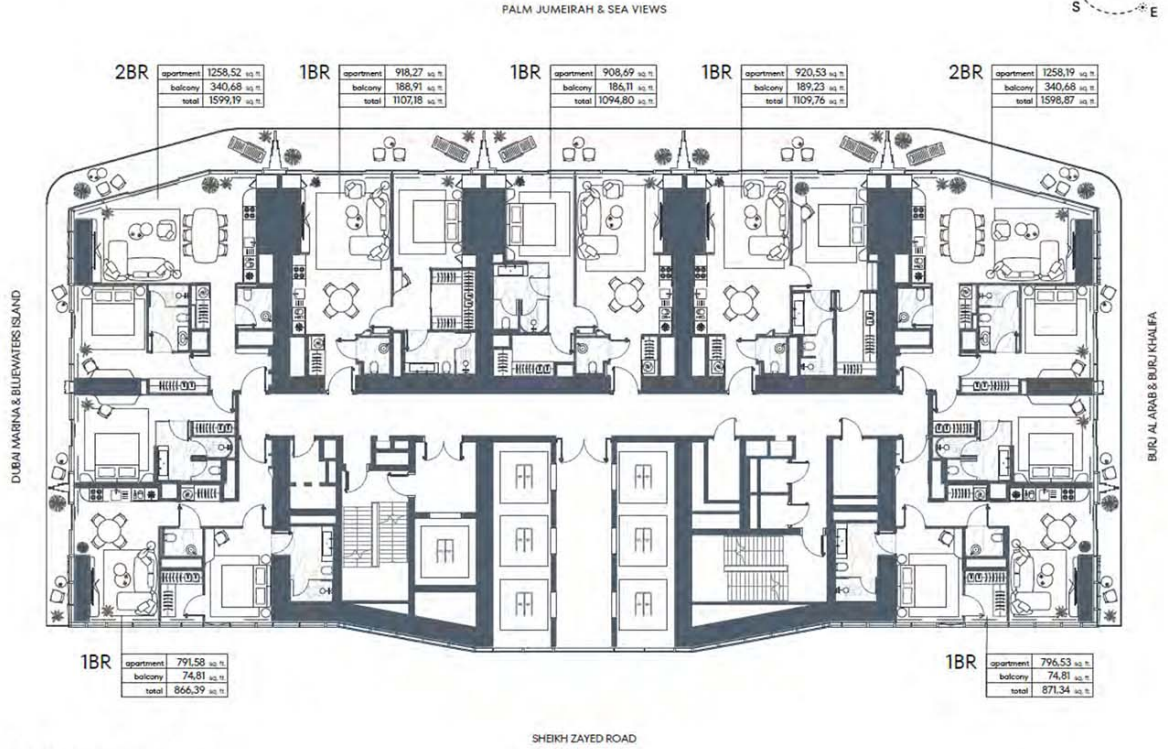 PALM JUMEIRAH & SEA VIEWS
S
E
2BR
apartment 1258,52 sq. ft.
balcony 340,68 sq. ft.
total 1599,19 sq. ft.
1BR
apartment 918,27 sq. ft.
balcony 188,91 sq. ft.
total 1107,18 sq. ft.
1BR
apartment 908,69 sq. ft.
balcony 186,11 sq. ft.
total 1094,80 sq. ft.
1BR
apartment 920,53 sq. ft.
balcony 189,23 sq. ft.
total 1109,76 sq. ft.
2BR
apartment 1258,19 sq. ft.
balcony 340,68 sq. ft.
total 1598,87 sq. ft.
DUBAI MARINA & BLUEWATERS ISLAND
BURJ AL ARAB & BURJ KHALIFA
1BR
apartment 791,58 sq. ft.
balcony 74,81 sq. ft.
total 866,39 sq. ft.
1BR
apartment 796,53 sq. ft.
balcony 74,81 sq. ft.
total 871,34 sq. ft.
SHEIKH ZAYED ROAD